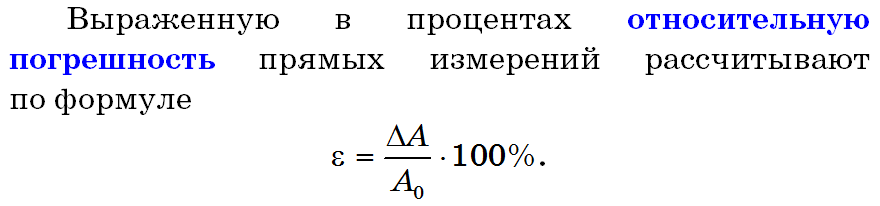 Выраженную в процентах относительную
погрешность прямых измерений рассчитывают
по формуле
ε = ΔA / A₀ · 100%.